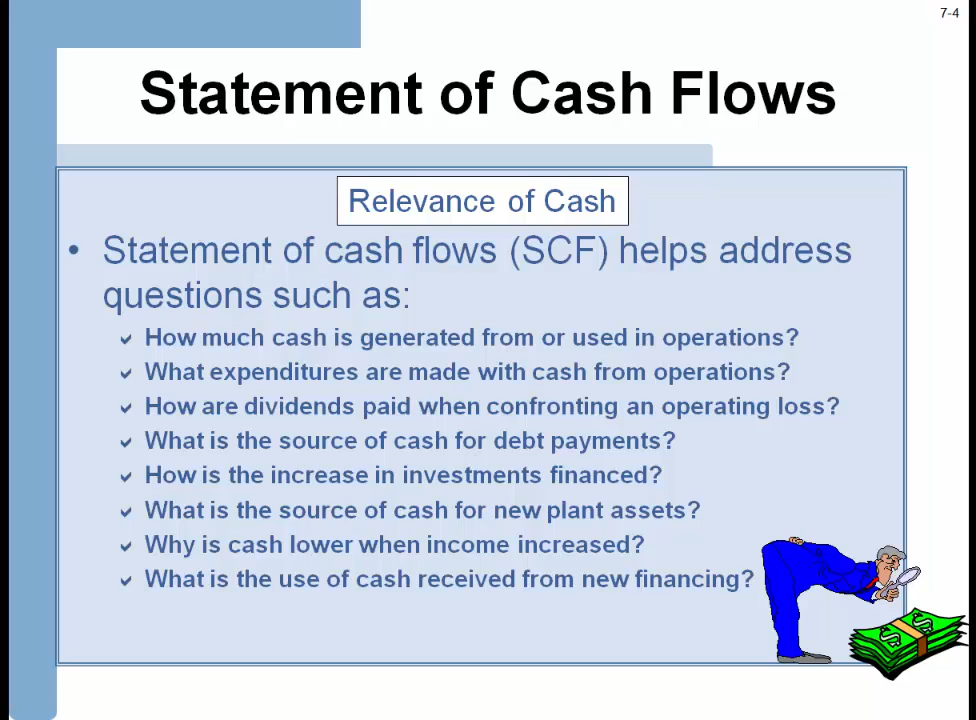 7-4
Statement of Cash Flows
Relevance of Cash
• Statement of cash flows (SCF) helps address
questions such as:
✓ How much cash is generated from or used in operations?
✓ What expenditures are made with cash from operations?
✓ How are dividends paid when confronting an operating loss?
✓ What is the source of cash for debt payments?
✓ How is the increase in investments financed?
✓ What is the source of cash for new plant assets?
✓ Why is cash lower when income increased?
✓ What is the use of cash received from new financing?
$ $